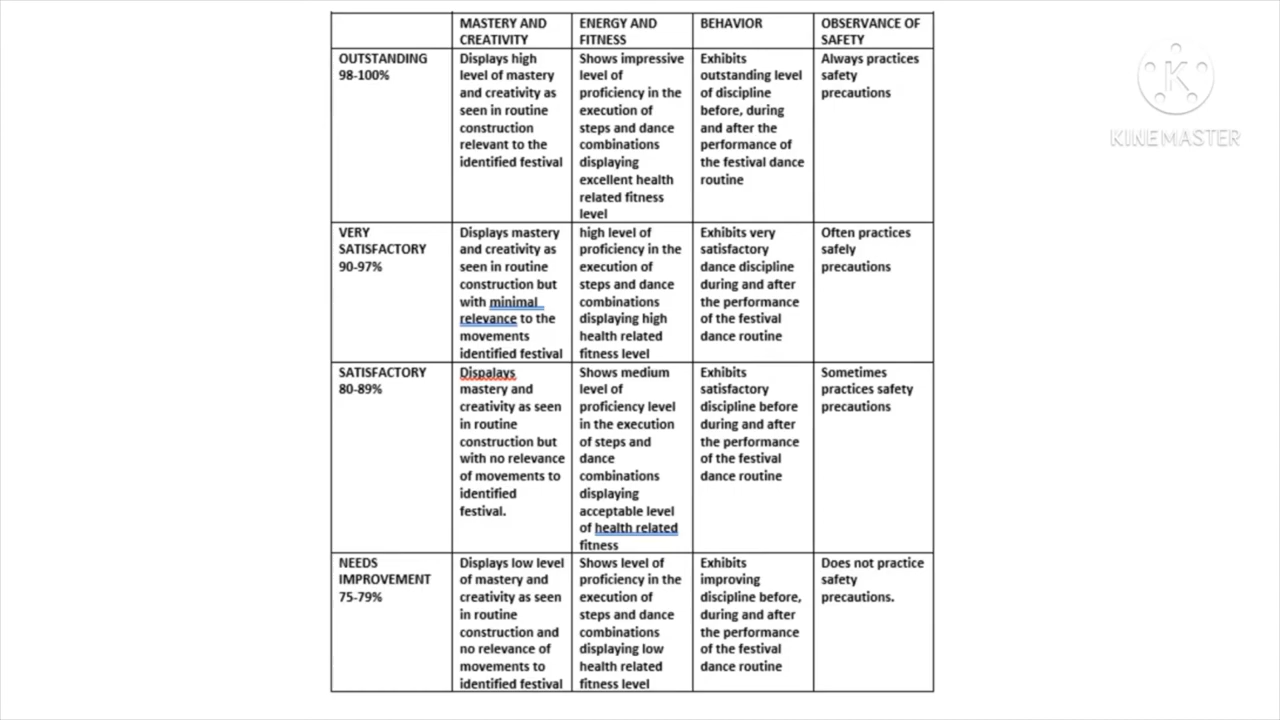 MASTERY AND
CREATIVITY
ENERGY AND
FITNESS
BEHAVIOR
OBSERVANCE OF
SAFETY
OUTSTANDING
98-100%
Displays high
level of mastery
and creativity as
seen in routine
construction
relevant to the
identified festival
Shows impressive
level of
proficiency in the
execution of
steps and dance
combinations
displaying
excellent health
related fitness
level
Exhibits
outstanding level
of discipline
before, during
and after the
performance of
the festival dance
routine
Always practices
safety
precautions
VERY
SATISFACTORY
90-97%
Displays mastery
and creativity as
seen in routine
construction but
with minimal
relevance to the
movements
identified festival
high level of
proficiency in the
execution of
steps and dance
combinations
displaying high
health related
fitness level
Exhibits very
satisfactory
dance discipline
during and after
the performance
of the festival
dance routine
Often practices
safely
precautions
SATISFACTORY
80-89%
Dispalays
mastery and
creativity as seen
in routine
construction but
with no relevance
of movements to
identified
festival.
Shows medium
level of
proficiency level
in the execution
of steps and
dance
combinations
displaying
acceptable level
of health related
fitness
Exhibits
satisfactory
discipline before
during and after
the performance
of the festival
dance routine
Sometimes
practices safety
precautions
NEEDS
IMPROVEMENT
75-79%
Displays low level
of mastery and
creativity as seen
in routine
construction and
no relevance of
movements to
identified festival
Shows level of
proficiency in the
execution of
steps and dance
combinations
displaying low
health related
fitness level
Exhibits
improving
discipline before,
during and after
the performance
of the festival
dance routine
Does not practice
safety
precautions.
K
KINEMASTER